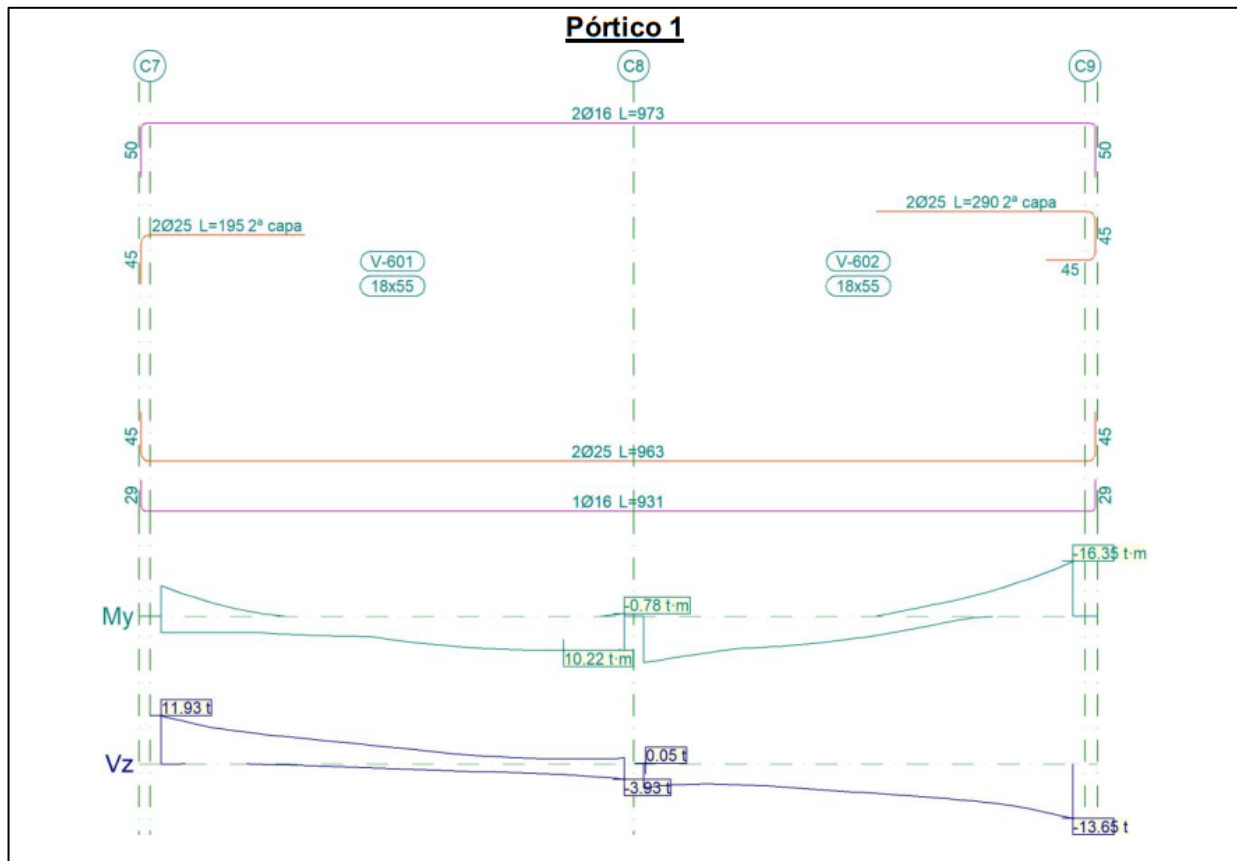 Pórtico 1
C7 C8 C9
2Ø16 L=973
50 50
2Ø25 L=195 2ª capa 2Ø25 L=290 2ª capa
45 45
V-601 V-602
45
18x55 18x55
45 45
2Ø25 L=963
29 29
1Ø16 L=931
-16.35 t·m
My -0.78 t·m
10.22 t·m
11.93 t
Vz 0.05 t
-3.93 t
-13.65 t